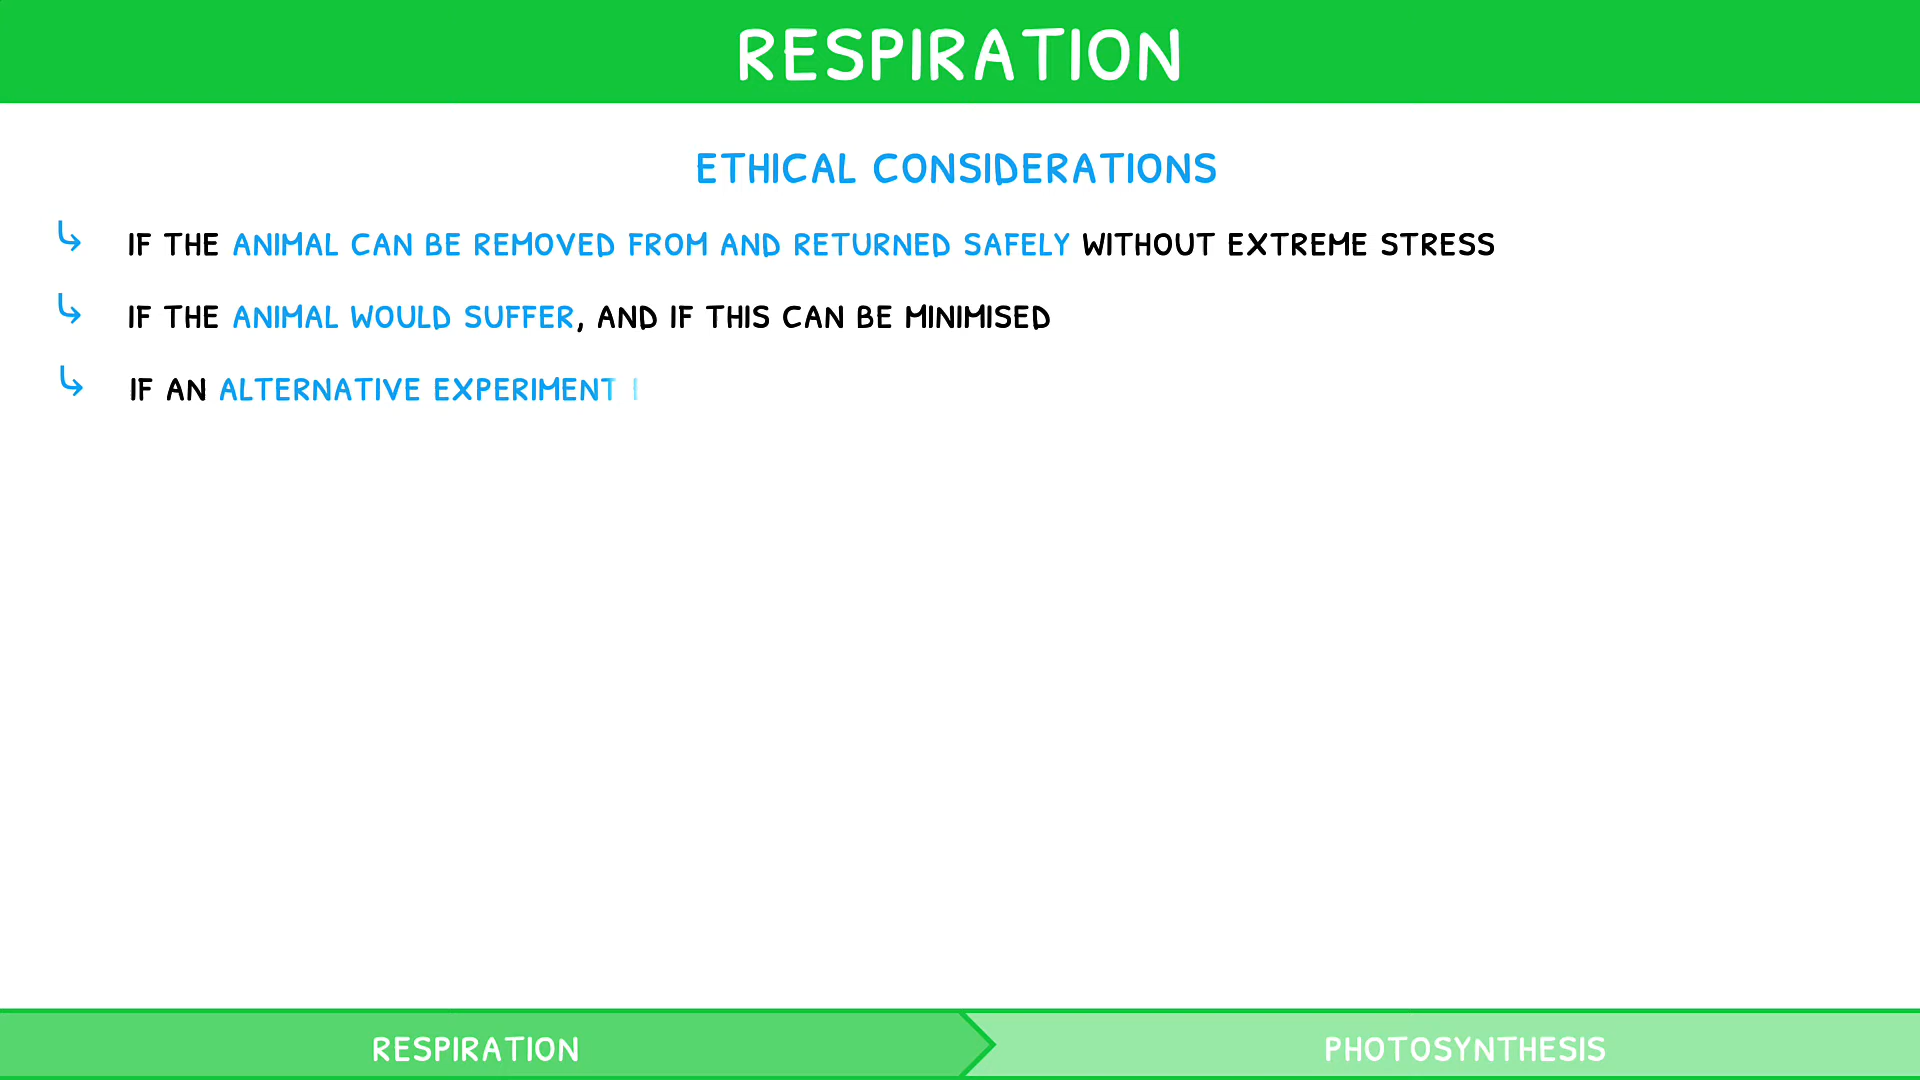 RESPIRATION
ETHICAL CONSIDERATIONS
IF THE ANIMAL CAN BE REMOVED FROM AND RETURNED SAFELY WITHOUT EXTREME STRESS
IF THE ANIMAL WOULD SUFFER, AND IF THIS CAN BE MINIMISED
IF AN ALTERNATIVE EXPERIMENT
RESPIRATION
PHOTOSYNTHESIS